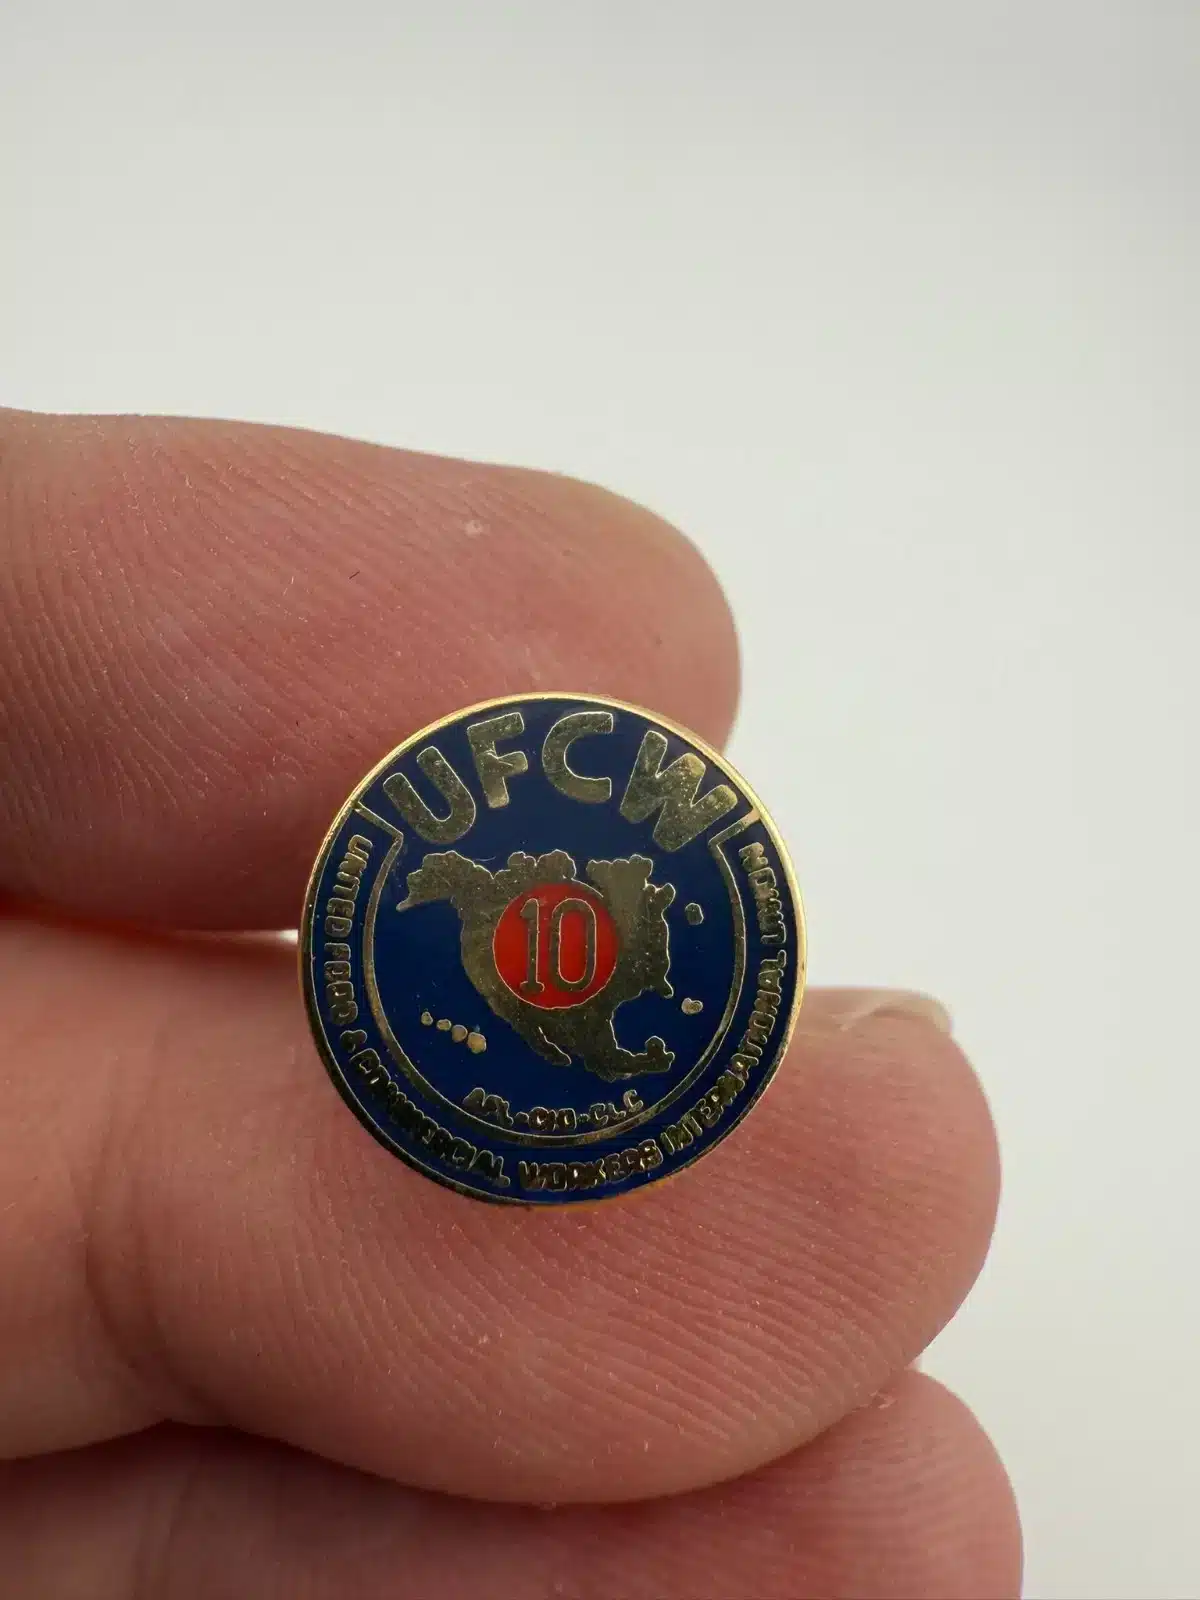 UFCW
10
AFL-CIO-CLC
UNITED FOOD & COMMERCIAL WORKERS INTERNATIONAL UNION